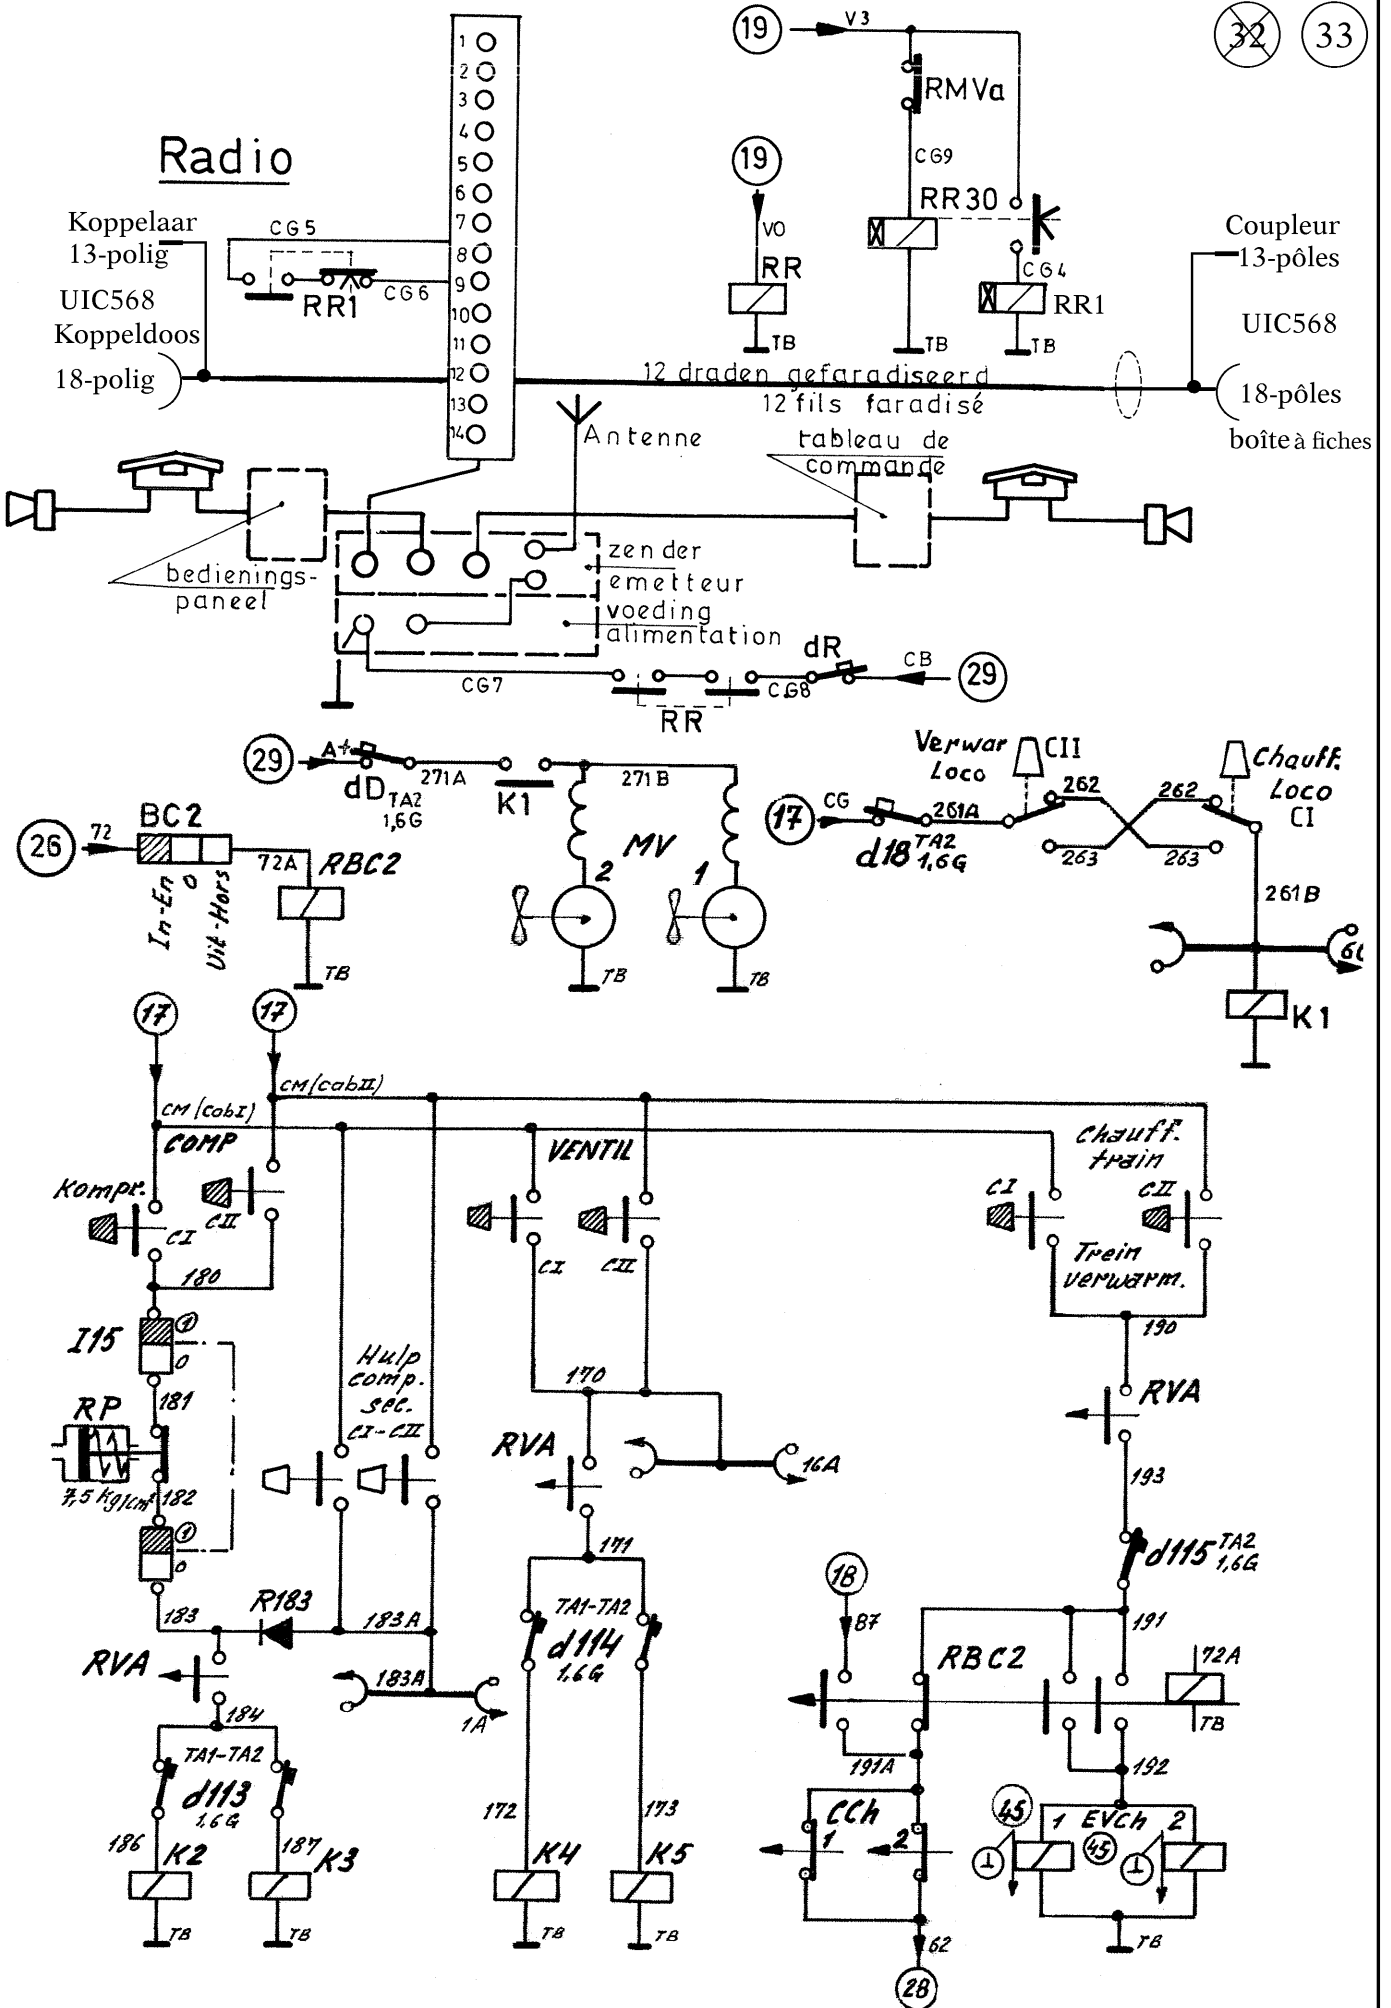 32
33
19
V3
RMVa
CG9
RR30
CG4
RR1
TB
TB
19
VO
RR
TB
Radio
1
2
3
4
5
6
7
8
9
10
11
12
13
14
Koppelaar
13-polig
UIC568
Koppeldoos
18-polig
CG5
RR1
CG6
Coupleur
13-pôles
UIC568
18-pôles
boîte à fiches
12 draden gefaradiseerd
12 fils faradisé
Antenne
tableau de
commande
bedienings-
paneel
zender
emetteur
voeding
alimentation
CG7
RR
CG8
dR
CB
29
29
A+
dD
TA2
1,6G
271A
K1
271B
MV
2
1
TB
TB
26
72
BC2
In-En
0
Uit-Hors
72A
RBC2
TB
17
CG
d18
TA2
1,6G
261A
Verwar
Loco
CII
262
262
263
263
Chauff.
Loco
CI
261B
K1
17
17
CM/(cabII)
CM/(cabI)
COMP
Kompr.
CI
CII
180
I15
1
0
181
RP
7,5 Kg/cm²
182
1
0
183
R183
183A
183A
1A
Hulp
comp.
sec.
CI-CII
RVA
184
TA1-TA2
d113
1,6G
186
K2
187
K3
TB
TB
VENTIL
CI
CII
170
RVA
16A
171
TA1-TA2
d114
1,6G
172
173
K4
K5
TB
TB
Chauff.
train
CI
CII
Trein
verwarm.
190
RVA
193
d115
TA2
1,6G
191
18
87
RBC2
72A
TB
191A
192
CCh
1
2
62
28
45
1
EVCh
45
2
TB